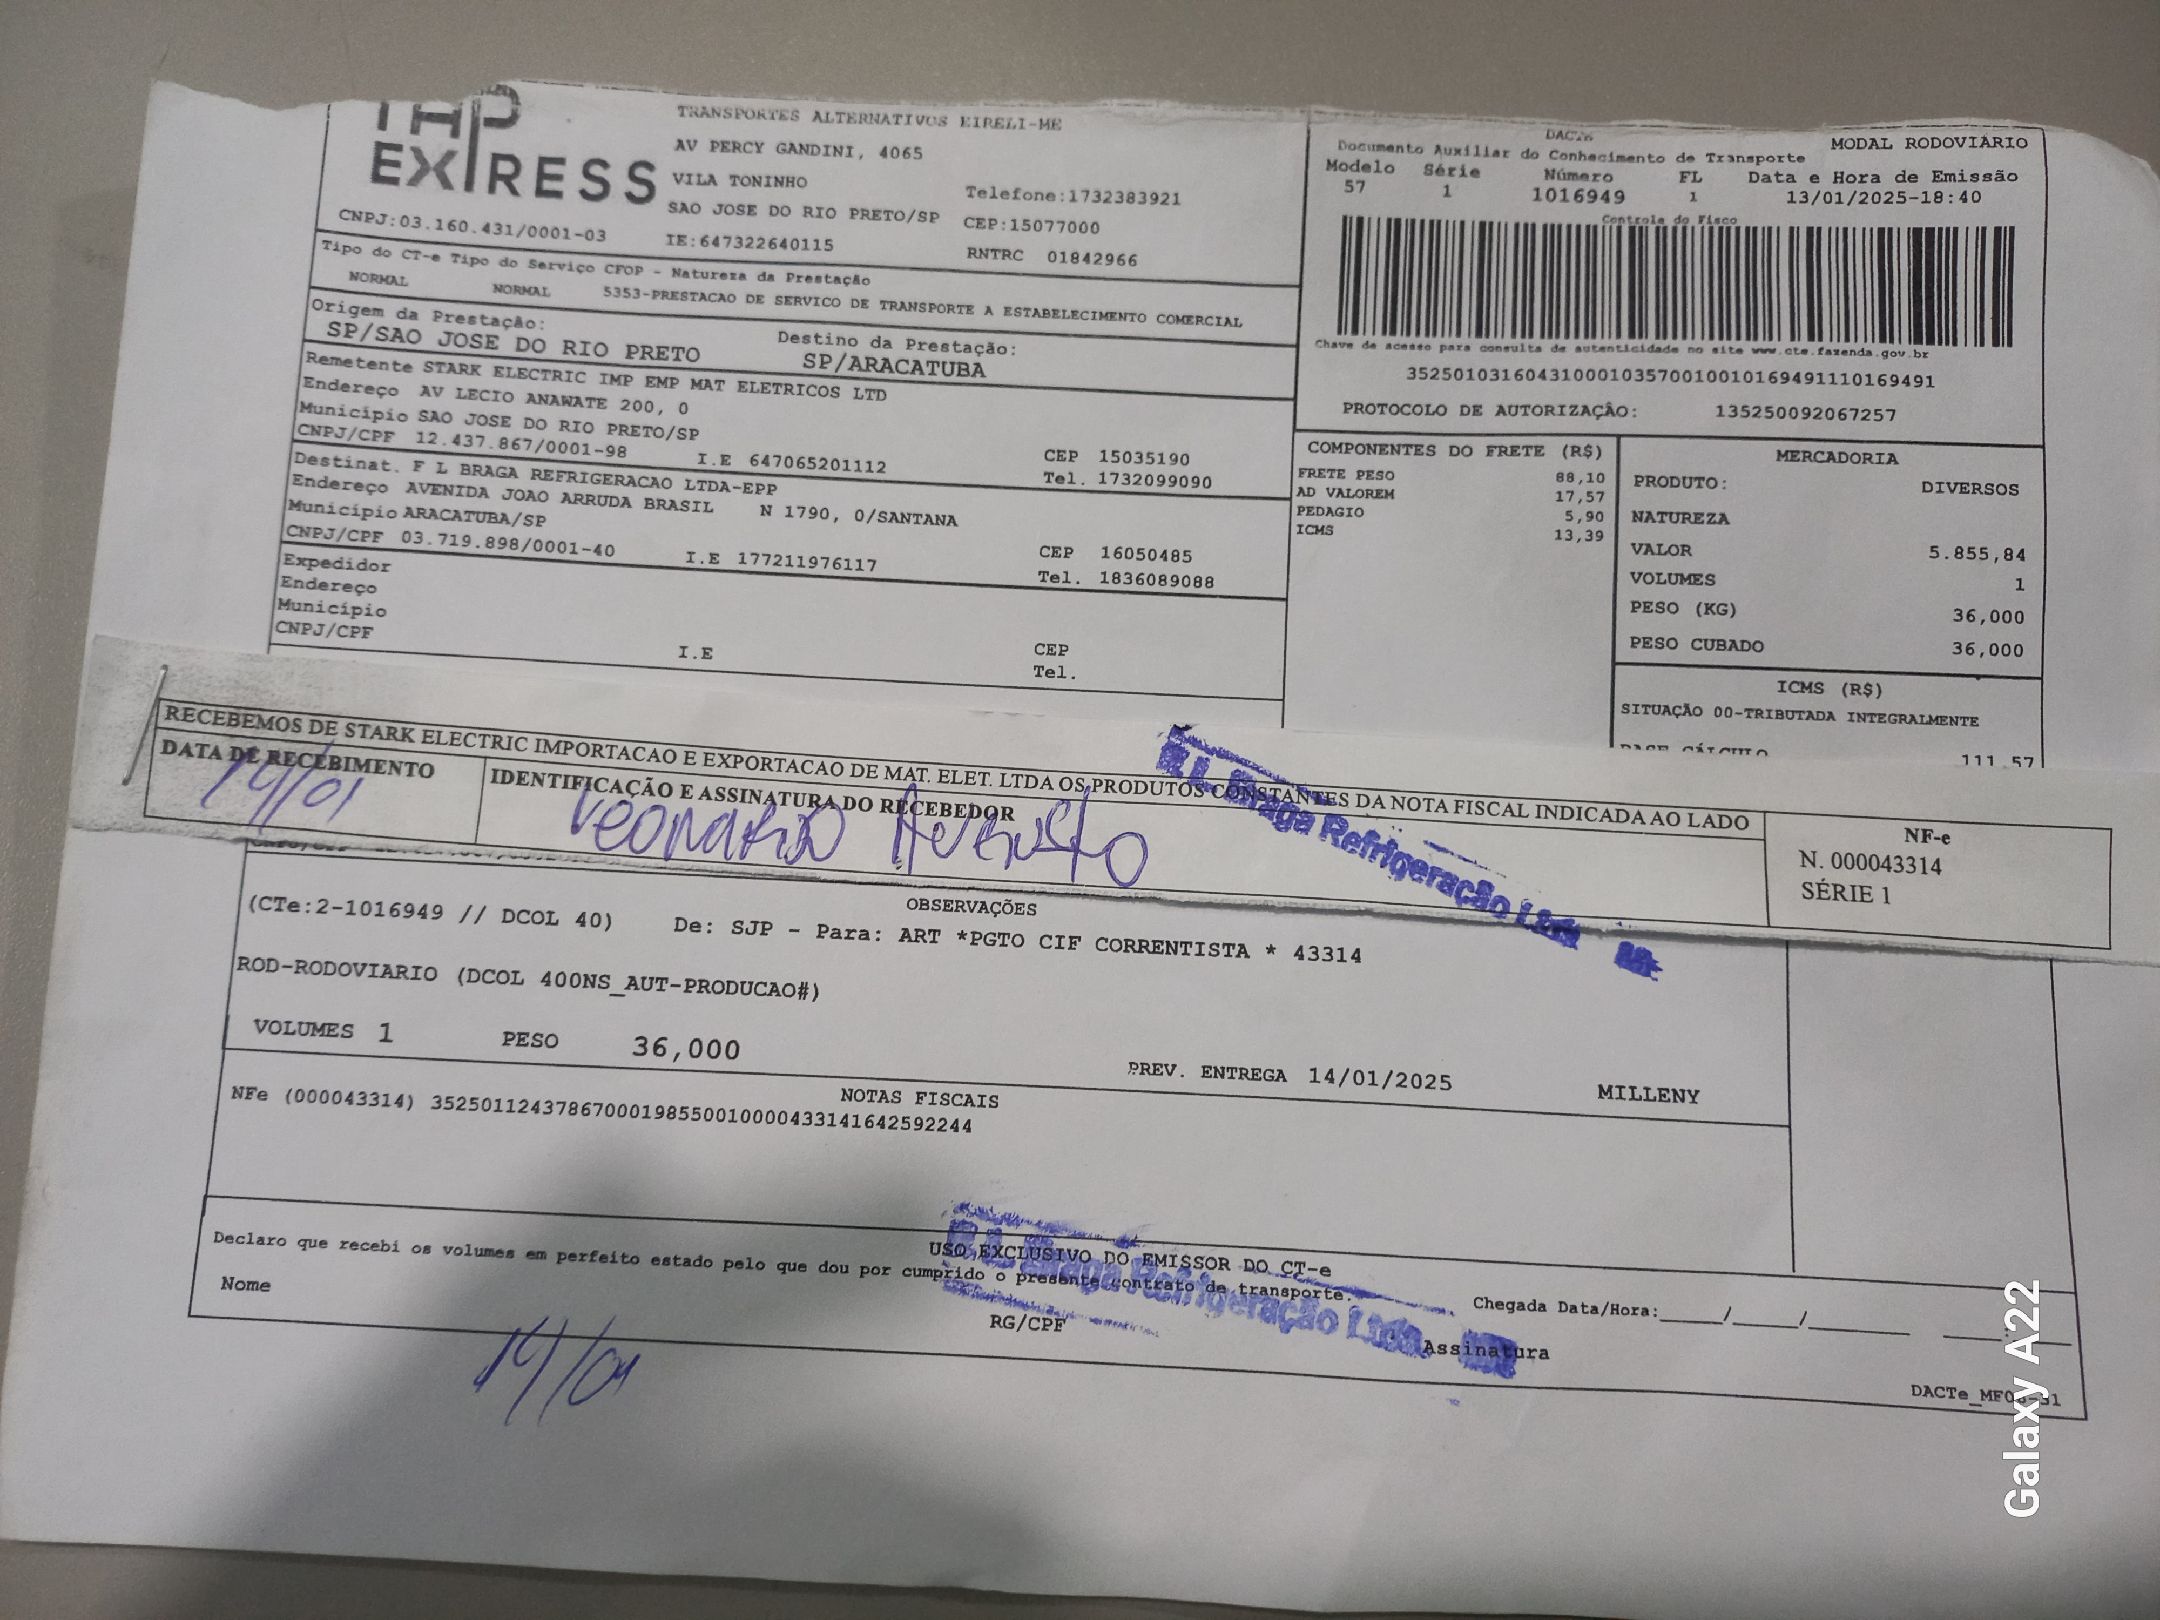 TAP
EXPRESS
TRANSPORTES ALTERNATIVOS EIRELI-ME
AV PERCY GANDINI, 4065
VILA TONINHO
Telefone:1732383921
SAO JOSE DO RIO PRETO/SP CEP:15077000
CNPJ:03.160.431/0001-03 IE:647322640115 RNTRC 01842966
Tipo do CT-e Tipo do Serviço CFOP - Natureza da Prestação
NORMAL NORMAL 5353-PRESTACAO DE SERVICO DE TRANSPORTE A ESTABELECIMENTO COMERCIAL
Origem da Prestação: Destino da Prestação:
SP/SAO JOSE DO RIO PRETO SP/ARACATUBA
Remetente STARK ELECTRIC IMP EMP MAT ELETRICOS LTD
Endereço AV LECIO ANAWATE 200, 0
Município SAO JOSE DO RIO PRETO/SP CEP 15035190
CNPJ/CPF 12.437.867/0001-98 I.E 647065201112 Tel. 1732099090
Destinat. F L BRAGA REFRIGERACAO LTDA-EPP
Endereço AVENIDA JOAO ARRUDA BRASIL N 1790, 0/SANTANA
Município ARACATUBA/SP CEP 16050485
CNPJ/CPF 03.719.898/0001-40 I.E 177211976117 Tel. 1836089088
Expedidor
Endereço
Município CEP
CNPJ/CPF I.E Tel.
DACTe MODAL RODOVIÁRIO
Documento Auxiliar do Conhecimento de Transporte
Modelo Série Número FL Data e Hora de Emissão
57 1 1016949 1 13/01/2025-18:40
Controle do Fisco
Chave de acesso para consulta de autenticidade no site www.cte.fazenda.gov.br
35250103160431000103570010010169491110169491
PROTOCOLO DE AUTORIZAÇÂO: 135250092067257
COMPONENTES DO FRETE (R$)
FRETE PESO 88,10
AD VALOREM 17,57
PEDAGIO 5,90
ICMS 13,39
MERCADORIA
PRODUTO: DIVERSOS
NATUREZA
VALOR 5.855,84
VOLUMES 1
PESO (KG) 36,000
PESO CUBADO 36,000
ICMS (R$)
SITUAÇÃO 00-TRIBUTADA INTEGRALMENTE
BASE CÁLCULO 111,57
RECEBEMOS DE STARK ELECTRIC IMPORTACAO E EXPORTACAO DE MAT. ELET. LTDA OS PRODUTOS CONSTANTES DA NOTA FISCAL INDICADA AO LADO
DATA DE RECEBIMENTO
14/01
IDENTIFICAÇÃO E ASSINATURA DO RECEBEDOR
Leonardo Augusto
F.L. Braga Refrigeração Ltda
NF-e
N. 000043314
SÉRIE 1
OBSERVAÇÕES
(CTe:2-1016949 // DCOL 40) De: SJP - Para: ART *PGTO CIF CORRENTISTA * 43314
ROD-RODOVIARIO (DCOL 400NS_AUT-PRODUCAO#)
VOLUMES 1 PESO 36,000 PREV. ENTREGA 14/01/2025 MILLENY
NOTAS FISCAIS
NFe (000043314) 35250112437867000198550010000433141642592244
USO EXCLUSIVO DO EMISSOR DO CT-e
Declaro que recebi os volumes em perfeito estado pelo que dou por cumprido o presente contrato de transporte.
Chegada Data/Hora:_____/_____/________
Nome RG/CPF Assinatura
F.L. Braga Refrigeração Ltda
14/01
Galaxy A22